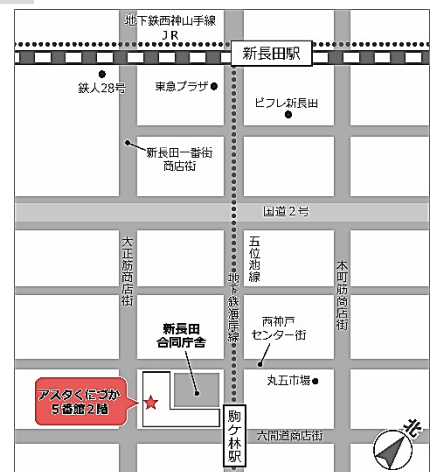 地下鉄西神山手線
JR
新長田駅
鉄人28号
東急プラザ
ピフレ新長田
新長田一番街
商店街
国道2号
大正筋商店街
五位池線
地下鉄海岸線
本町筋商店街
新長田
合同庁舎
西神戸
センター街
アスタくにづか
5番館2階
丸五市場
駒ケ林駅
六間道商店街
北